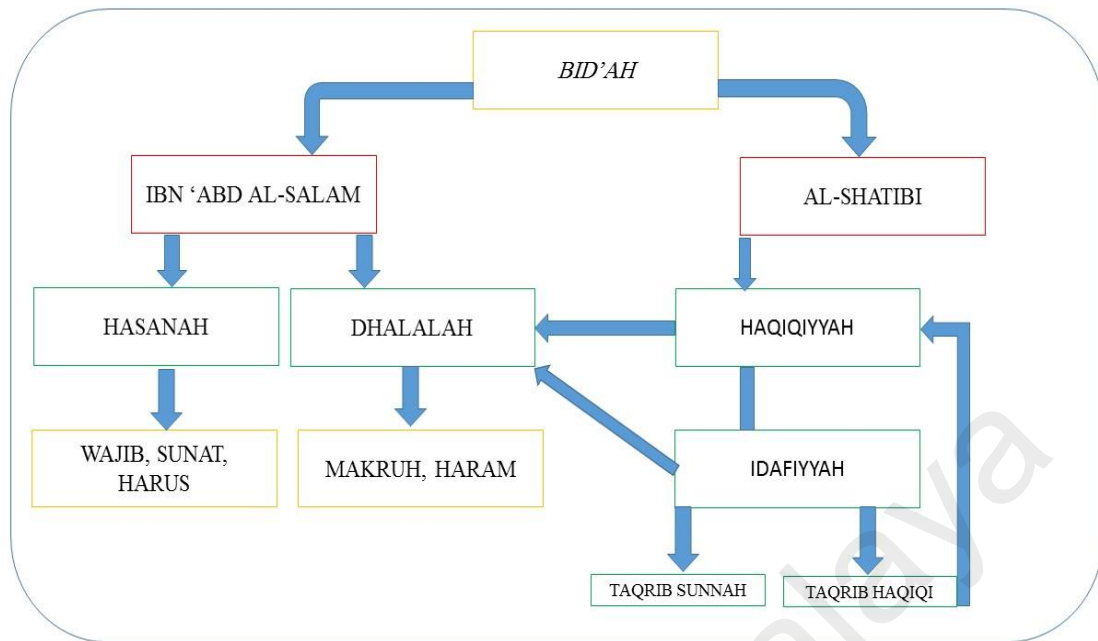 BID’AH
IBN ‘ABD AL-SALAM
AL-SHATIBI
HASANAH
DHALALAH
HAQIQIYYAH
WAJIB, SUNAT,
HARUS
MAKRUH, HARAM
IDAFIYYAH
TAQRIB SUNNAH
TAQRIB HAQIQI
alaya